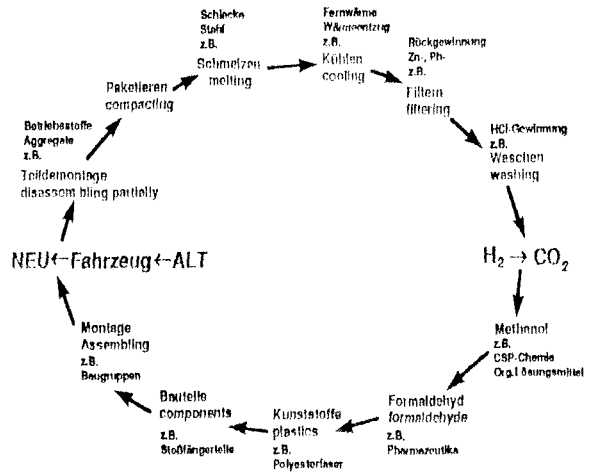 Schlacke
Stahl
z.B.
Schmelzen
melting
Fernwärme
Wärmeentzug
z.B.
Kühlen
cooling
Rückgewinnung
Zn-, Pb-
z.B.
Filtern
filtering
HCl-Gewinnung
z.B.
Waschen
washing
H₂→CO₂
Methanol
z.B.
CSP-Chemie
Org.Lösungsmittel
Formaldehyd
formaldehyde
z.B.
Pharmazeutika
Kunststoffe
plastics
z.B.
Polyesterfaser
Bauteile
components
z.B.
Stoßfängerteile
Montage
Assembling
z.B.
Baugruppen
NEU←Fahrzeug←ALT
Betriebsstoffe
Aggregate
z.B.
Teildemontage
disassembling partially
Paketieren
compacting